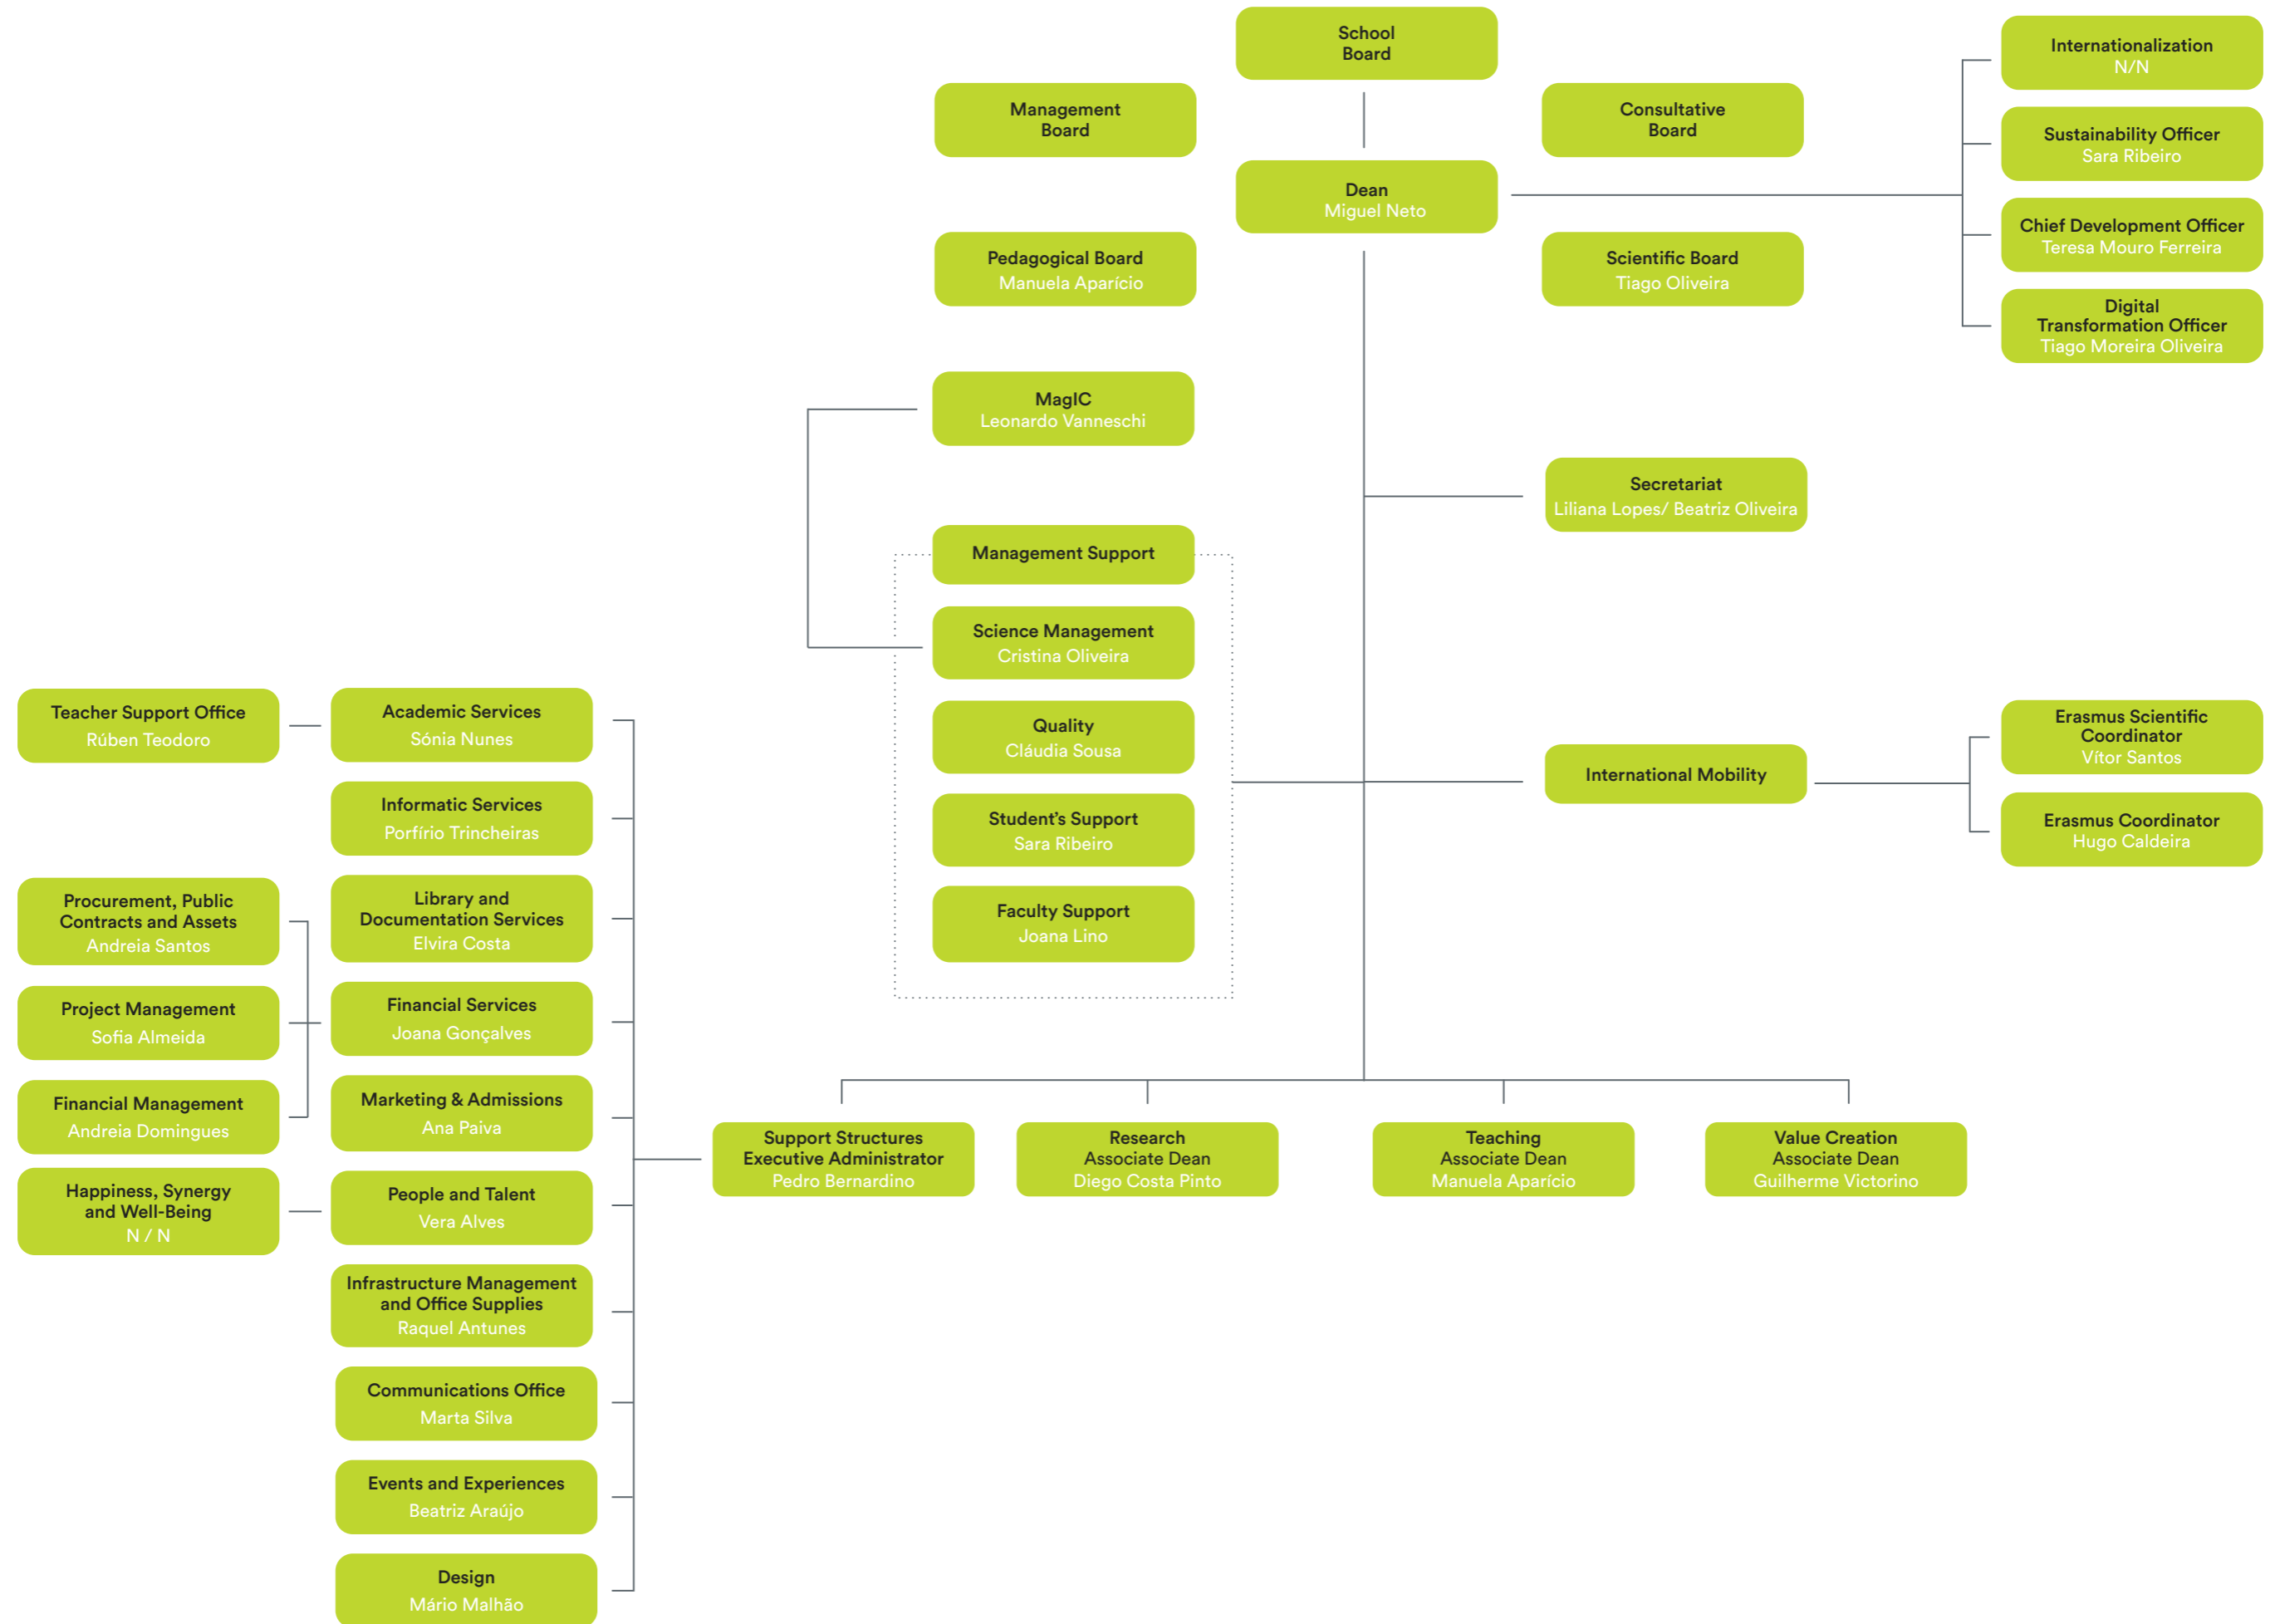 School
Board
Management
Board
Consultative
Board
Dean
Miguel Neto
Pedagogical Board
Manuela Aparício
Scientific Board
Tiago Oliveira
Internationalization
N/N
Sustainability Officer
Sara Ribeiro
Chief Development Officer
Teresa Mouro Ferreira
Digital
Transformation Officer
Tiago Moreira Oliveira
MagIC
Leonardo Vanneschi
Secretariat
Liliana Lopes/ Beatriz Oliveira
Management Support
Science Management
Cristina Oliveira
Quality
Cláudia Sousa
Student’s Support
Sara Ribeiro
Faculty Support
Joana Lino
International Mobility
Erasmus Scientific
Coordinator
Vítor Santos
Erasmus Coordinator
Hugo Caldeira
Teacher Support Office
Rúben Teodoro
Academic Services
Sónia Nunes
Informatic Services
Porfírio Trincheiras
Procurement, Public
Contracts and Assets
Andreia Santos
Library and
Documentation Services
Elvira Costa
Project Management
Sofia Almeida
Financial Services
Joana Gonçalves
Financial Management
Andreia Domingues
Marketing & Admissions
Ana Paiva
Happiness, Synergy
and Well-Being
N / N
People and Talent
Vera Alves
Infrastructure Management
and Office Supplies
Raquel Antunes
Communications Office
Marta Silva
Events and Experiences
Beatriz Araújo
Design
Mário Malhão
Support Structures
Executive Administrator
Pedro Bernardino
Research
Associate Dean
Diego Costa Pinto
Teaching
Associate Dean
Manuela Aparício
Value Creation
Associate Dean
Guilherme Victorino